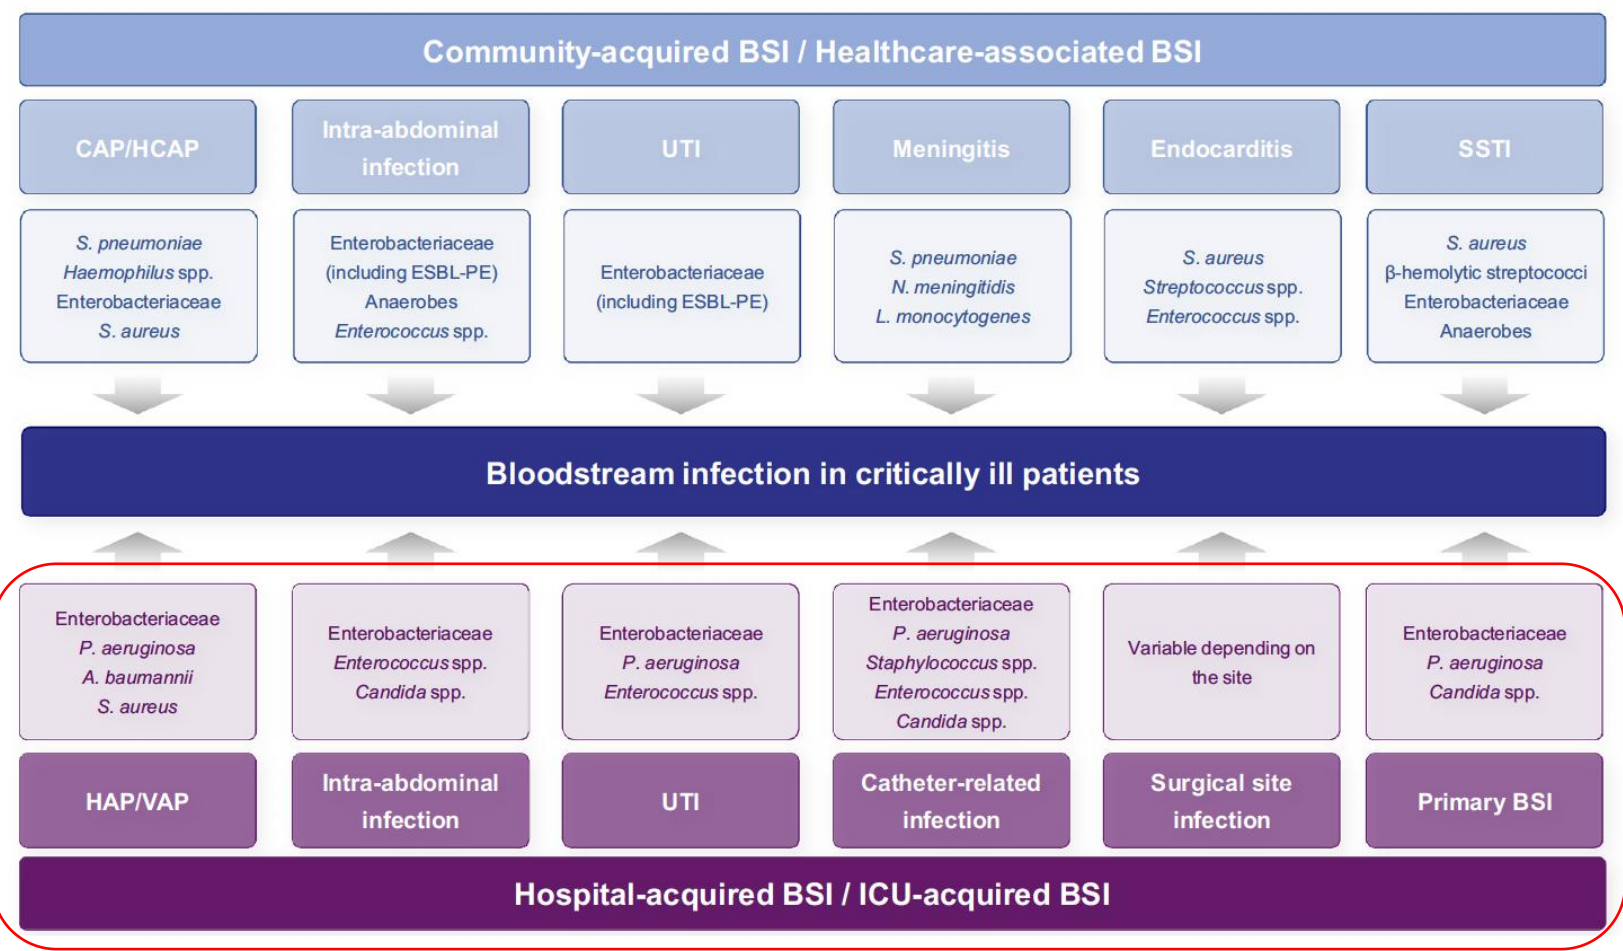 Community-acquired BSI / Healthcare-associated BSI
CAP/HCAP
Intra-abdominal
infection
UTI
Meningitis
Endocarditis
SSTI
S. pneumoniae
Haemophilus spp.
Enterobacteriaceae
S. aureus
Enterobacteriaceae
(including ESBL-PE)
Anaerobes
Enterococcus spp.
Enterobacteriaceae
(including ESBL-PE)
S. pneumoniae
N. meningitidis
L. monocytogenes
S. aureus
Streptococcus spp.
Enterococcus spp.
S. aureus
β-hemolytic streptococci
Enterobacteriaceae
Anaerobes
Bloodstream infection in critically ill patients
Enterobacteriaceae
P. aeruginosa
A. baumannii
S. aureus
Enterobacteriaceae
Enterococcus spp.
Candida spp.
Enterobacteriaceae
P. aeruginosa
Enterococcus spp.
Enterobacteriaceae
P. aeruginosa
Staphylococcus spp.
Enterococcus spp.
Candida spp.
Variable depending on
the site
Enterobacteriaceae
P. aeruginosa
Candida spp.
HAP/VAP
Intra-abdominal
infection
UTI
Catheter-related
infection
Surgical site
infection
Primary BSI
Hospital-acquired BSI / ICU-acquired BSI